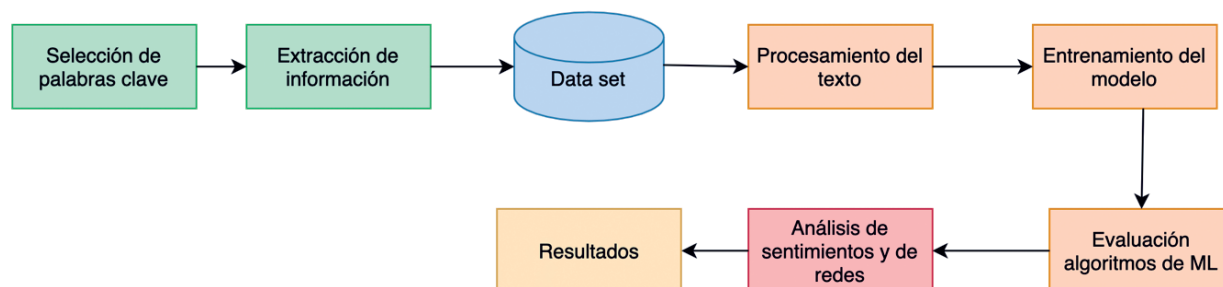 Selección de
palabras clave
Extracción de
información
Data set
Procesamiento del
texto
Entrenamiento del
modelo
Evaluación
algoritmos de ML
Análisis de
sentimientos y de
redes
Resultados